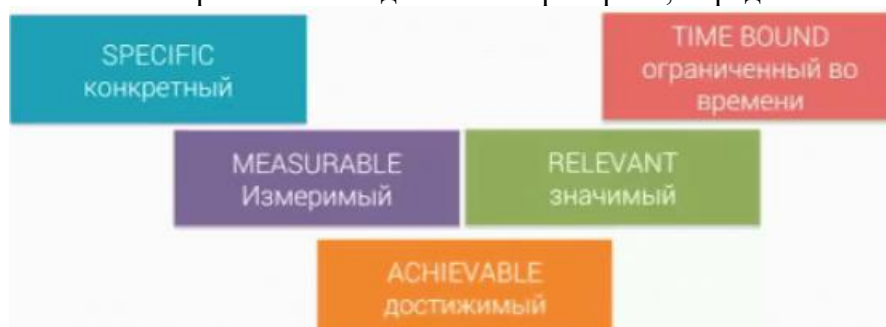 SPECIFIC
конкретный
TIME BOUND
ограниченный во
времени
MEASURABLE
Измеримый
RELEVANT
значимый
ACHIEVABLE
достижимый